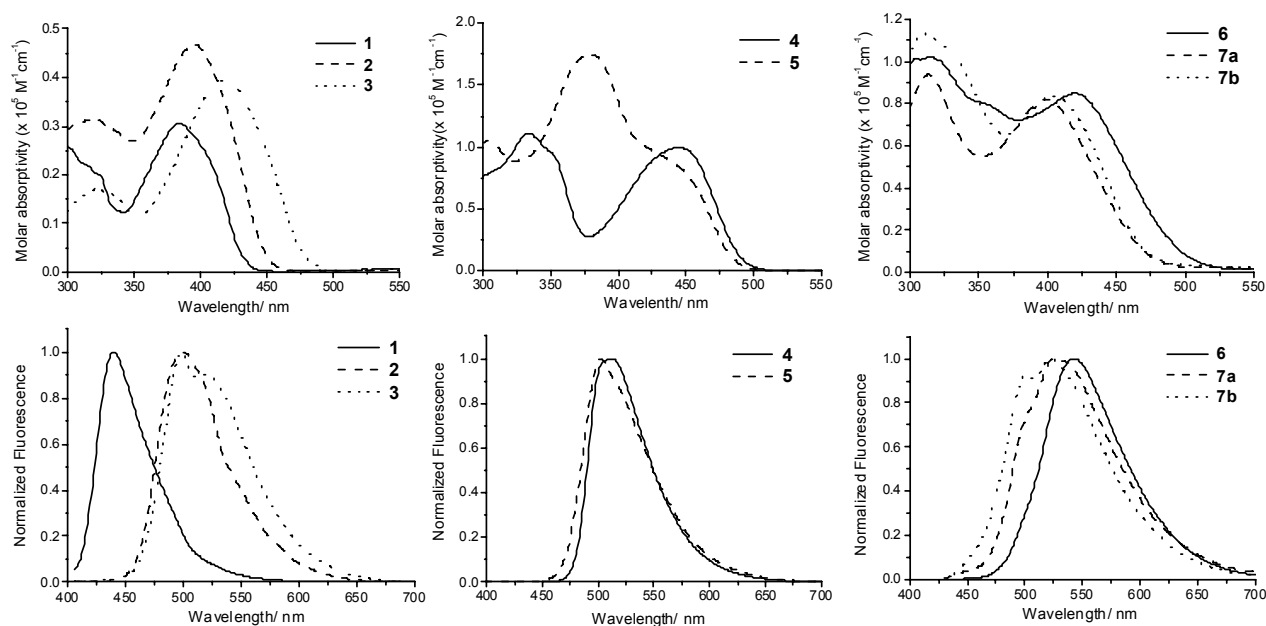 Molar absorptivity (x 10⁵ M⁻¹ cm⁻¹)
0.5
0.4
0.3
0.2
0.1
0.0
1
2
3
300 350 400 450 500 550
Wavelength/ nm
Molar absorptivity(x 10⁵ M⁻¹cm⁻¹)
2.0
1.5
1.0
0.5
0.0
4
5
300 350 400 450 500 550
Wavelenth/ nm
Molar absorptivity (x 10⁵ M⁻¹cm⁻¹)
1.2
1.0
0.8
0.6
0.4
0.2
0.0
6
7a
7b
300 350 400 450 500 550
Wavelength/ nm
Normalized Fluorescence
1.0
0.8
0.6
0.4
0.2
0.0
1
2
3
400 450 500 550 600 650 700
Wavelength/ nm
Normalized Fluorescence
1.0
0.8
0.6
0.4
0.2
0.0
4
5
400 450 500 550 600 650 700
Wavelength/ nm
Normalized Fluorescence
1.0
0.8
0.6
0.4
0.2
0.0
6
7a
7b
400 450 500 550 600 650 700
Wavelength/ nm